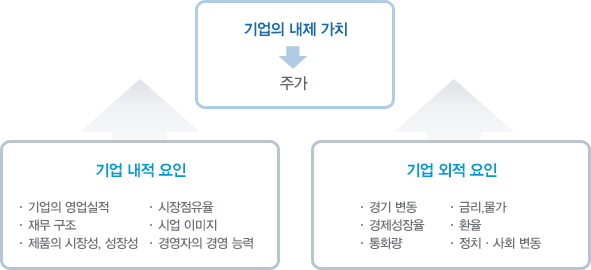 기업의 내제 가치
주가
기업 내적 요인
· 기업의 영업실적
· 재무 구조
· 제품의 시장성, 성장성
· 시장점유율
· 시업 이미지
· 경영자의 경영 능력
기업 외적 요인
· 경기 변동
· 경제성장율
· 통화량
· 금리,물가
· 환율
· 정치 · 사회 변동